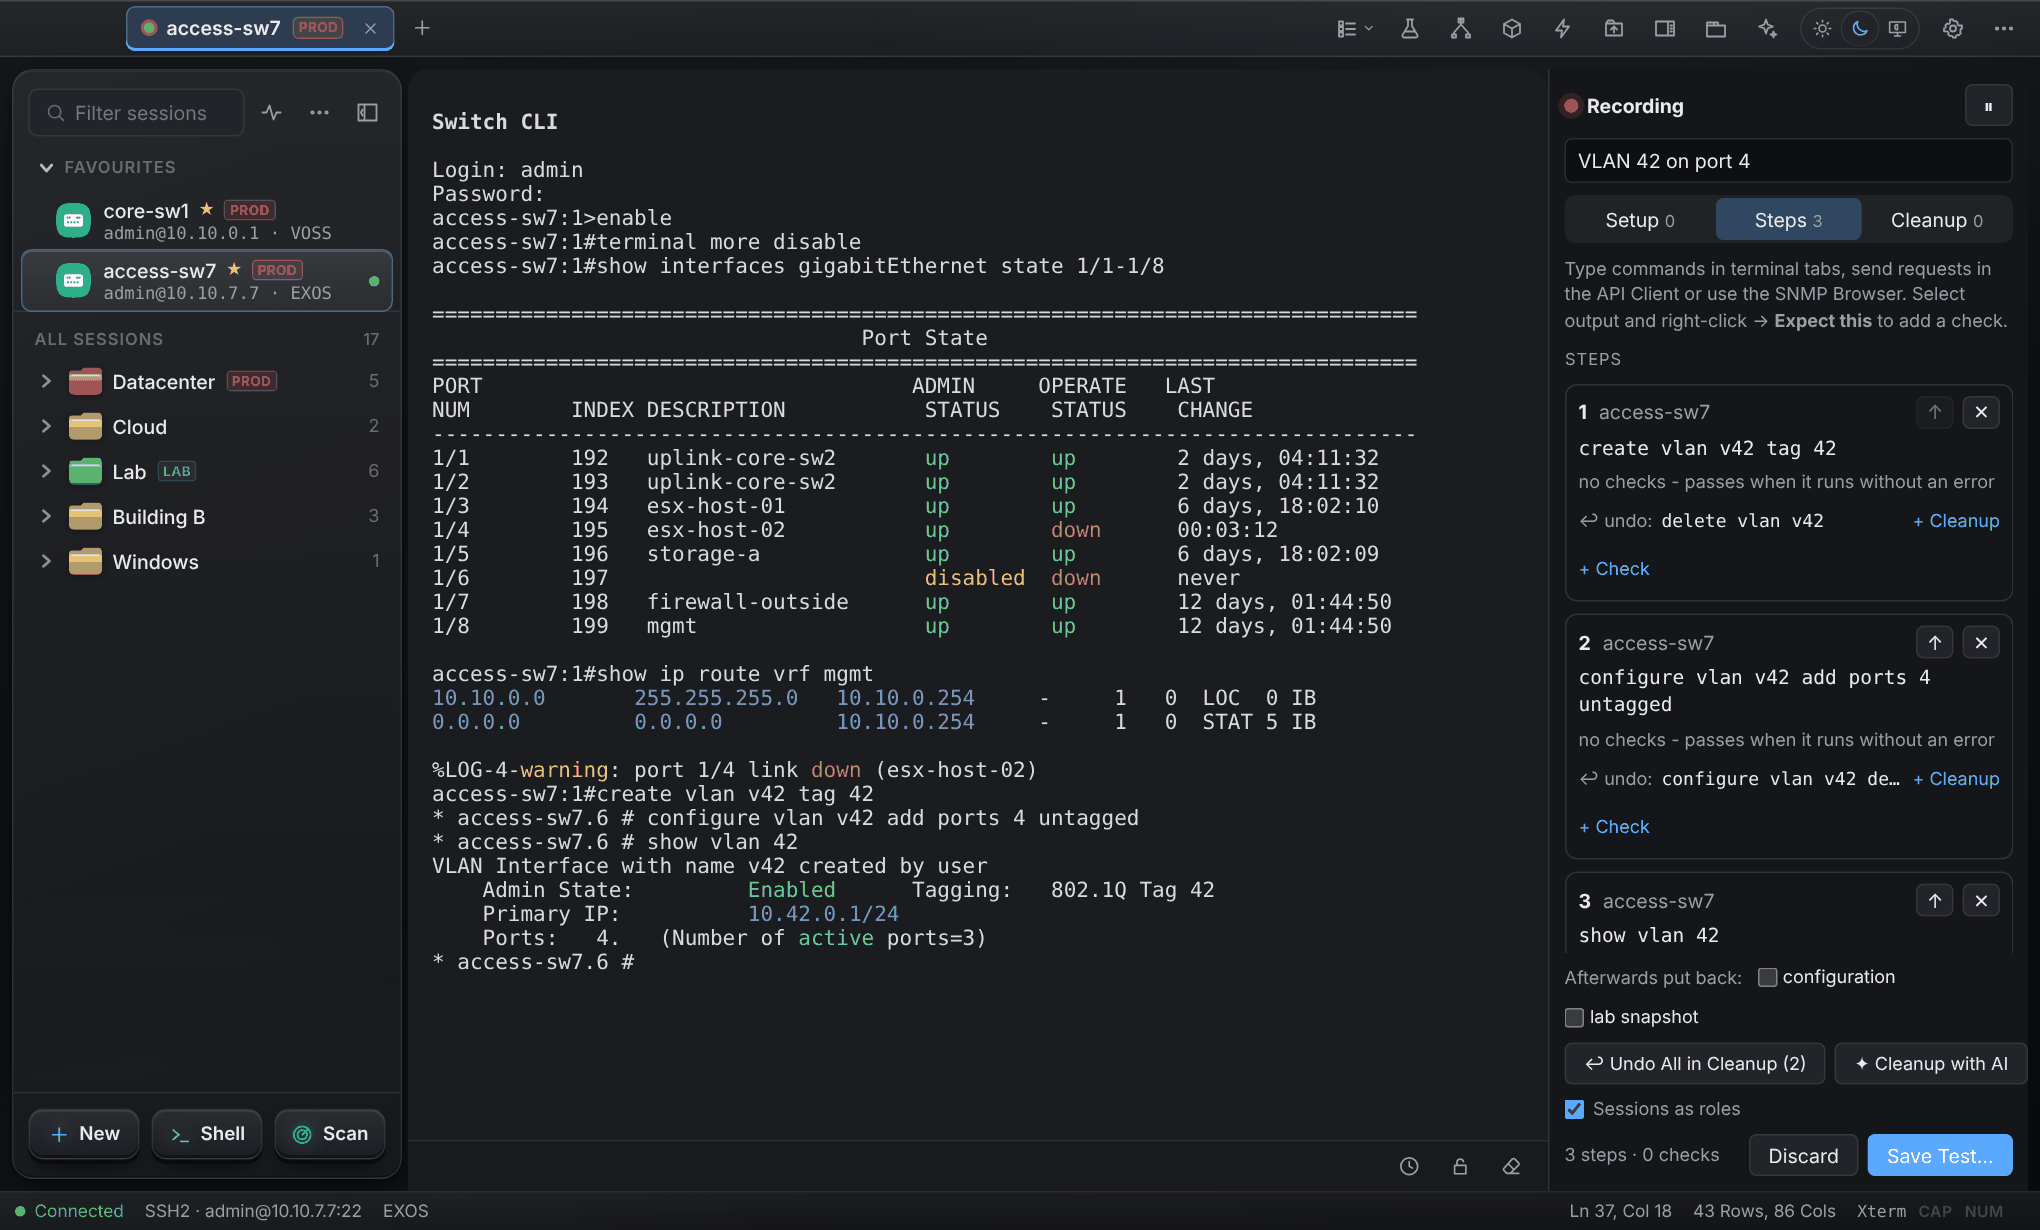 access-sw7 PROD
Filter sessions
FAVOURITES
core-sw1 ★ PROD
admin@10.10.0.1 · VOSS
access-sw7 ★ PROD
admin@10.10.7.7 · EXOS
ALL SESSIONS 17
Datacenter PROD 5
Cloud 2
Lab LAB 6
Building B 3
Windows 1
New
Shell
Scan
Switch CLI
Login: admin
Password:
access-sw7:1>enable
access-sw7:1#terminal more disable
access-sw7:1#show interfaces gigabitEthernet state 1/1-1/8
==============================================================================
Port State
==============================================================================
PORT ADMIN OPERATE LAST
NUM INDEX DESCRIPTION STATUS STATUS CHANGE
------------------------------------------------------------------------------
1/1 192 uplink-core-sw2 up up 2 days, 04:11:32
1/2 193 uplink-core-sw2 up up 2 days, 04:11:32
1/3 194 esx-host-01 up up 6 days, 18:02:10
1/4 195 esx-host-02 up down 00:03:12
1/5 196 storage-a up up 6 days, 18:02:09
1/6 197 disabled down never
1/7 198 firewall-outside up up 12 days, 01:44:50
1/8 199 mgmt up up 12 days, 01:44:50
access-sw7:1#show ip route vrf mgmt
10.10.0.0 255.255.255.0 10.10.0.254 - 1 0 LOC 0 IB
0.0.0.0 0.0.0.0 10.10.0.254 - 1 0 STAT 5 IB
%LOG-4-warning: port 1/4 link down (esx-host-02)
access-sw7:1#create vlan v42 tag 42
* access-sw7.6 # configure vlan v42 add ports 4 untagged
* access-sw7.6 # show vlan 42
VLAN Interface with name v42 created by user
Admin State: Enabled Tagging: 802.1Q Tag 42
Primary IP: 10.42.0.1/24
Ports: 4. (Number of active ports=3)
* access-sw7.6 #
Recording
VLAN 42 on port 4
Setup 0 Steps 3 Cleanup 0
Type commands in terminal tabs, send requests in
the API Client or use the SNMP Browser. Select
output and right-click → Expect this to add a check.
STEPS
1 access-sw7
create vlan v42 tag 42
no checks - passes when it runs without an error
↩ undo: delete vlan v42 + Cleanup
+ Check
2 access-sw7
configure vlan v42 add ports 4
untagged
no checks - passes when it runs without an error
↩ undo: configure vlan v42 de… + Cleanup
+ Check
3 access-sw7
show vlan 42
Afterwards put back: configuration
lab snapshot
↩ Undo All in Cleanup (2)
✦ Cleanup with AI
Sessions as roles
3 steps · 0 checks
Discard
Save Test...
Connected SSH2 · admin@10.10.7.7:22 EXOS
Ln 37, Col 18 43 Rows, 86 Cols Xterm CAP NUM